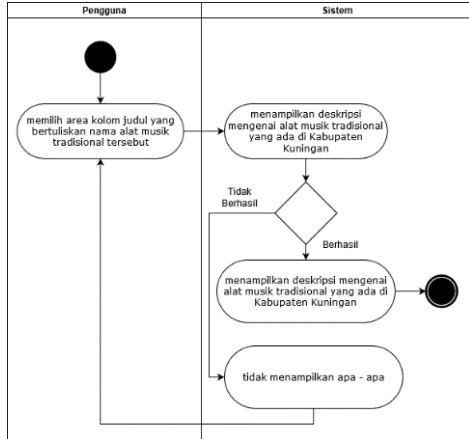 Pengguna
Sistem
memilih area kolom judul yang
bertuliskan nama alat musik
tradisional tersebut
menampilkan deskripsi
mengenai alat musik tradisional
yang ada di Kabupaten
Kuningan
Tidak
Berhasil
Berhasil
menampilkan deskripsi mengenai
alat musik tradisional yang ada di
Kabupaten Kuningan
tidak menampilkan apa - apa